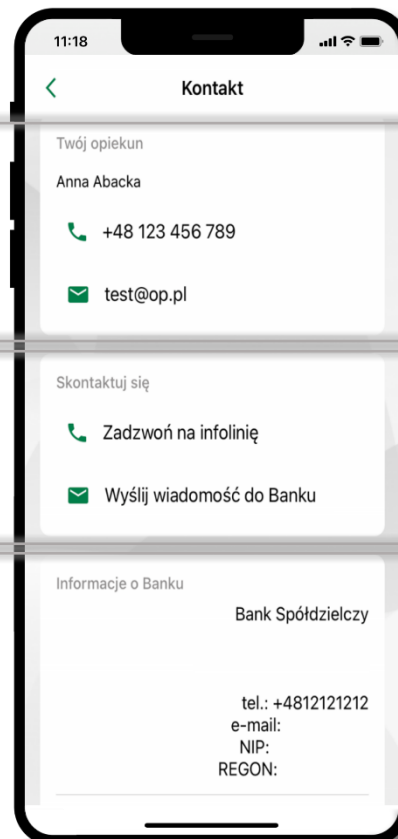 11:18
Kontakt
Twój opiekun
Anna Abacka
+48 123 456 789
test@op.pl
Skontaktuj się
Zadzwoń na infolinię
Wyślij wiadomość do Banku
Informacje o Banku
Bank Spółdzielczy
tel.: +4812121212
e-mail:
NIP:
REGON: